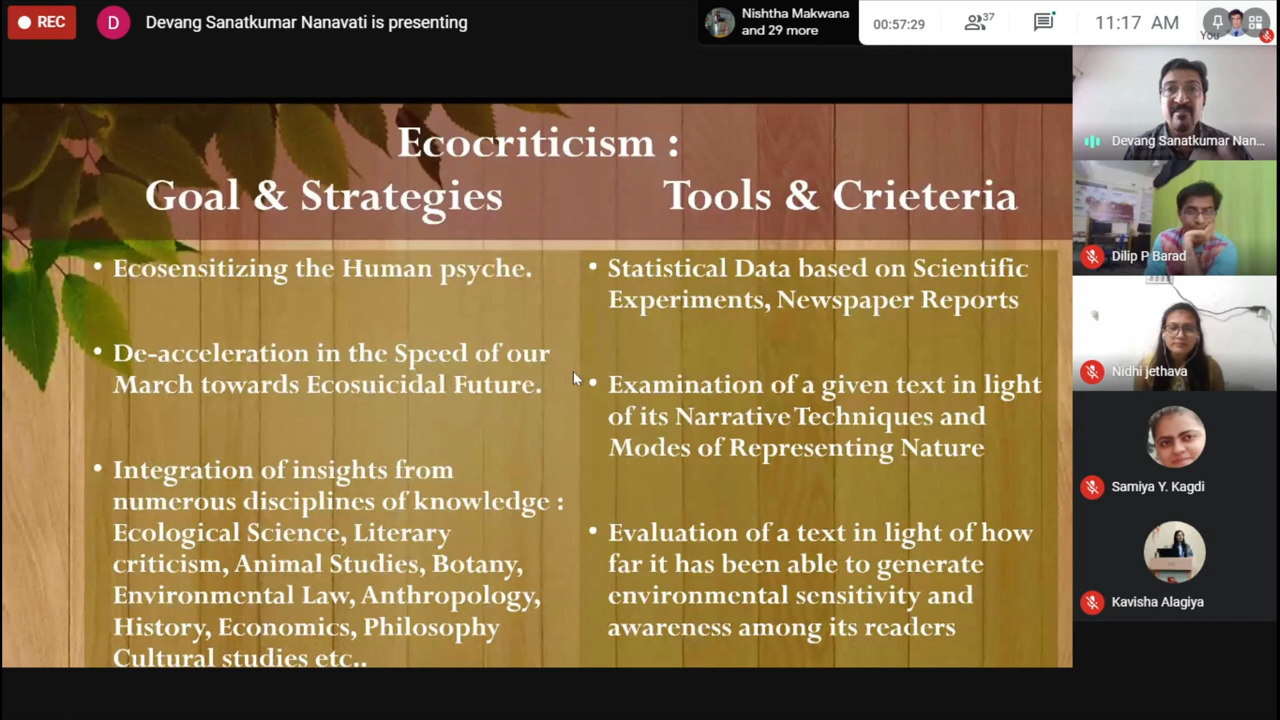 REC
D
Devang Sanatkumar Nanavati is presenting
Nishtha Makwana
and 29 more
00:57:29
37
11:17 AM
You
Ecocriticism :
Goal & Strategies
Tools & Crieteria
• Ecosensitizing the Human psyche.
• De-acceleration in the Speed of our
March towards Ecosuicidal Future.
• Integration of insights from
numerous disciplines of knowledge :
Ecological Science, Literary
criticism, Animal Studies, Botany,
Environmental Law, Anthropology,
History, Economics, Philosophy
Cultural studies etc..
• Statistical Data based on Scientific
Experiments, Newspaper Reports
• Examination of a given text in light
of its Narrative Techniques and
Modes of Representing Nature
• Evaluation of a text in light of how
far it has been able to generate
environmental sensitivity and
awareness among its readers
Devang Sanatkumar Nan...
Dilip P Barad
Nidhi jethava
Samiya Y. Kagdi
Kavisha Alagiya